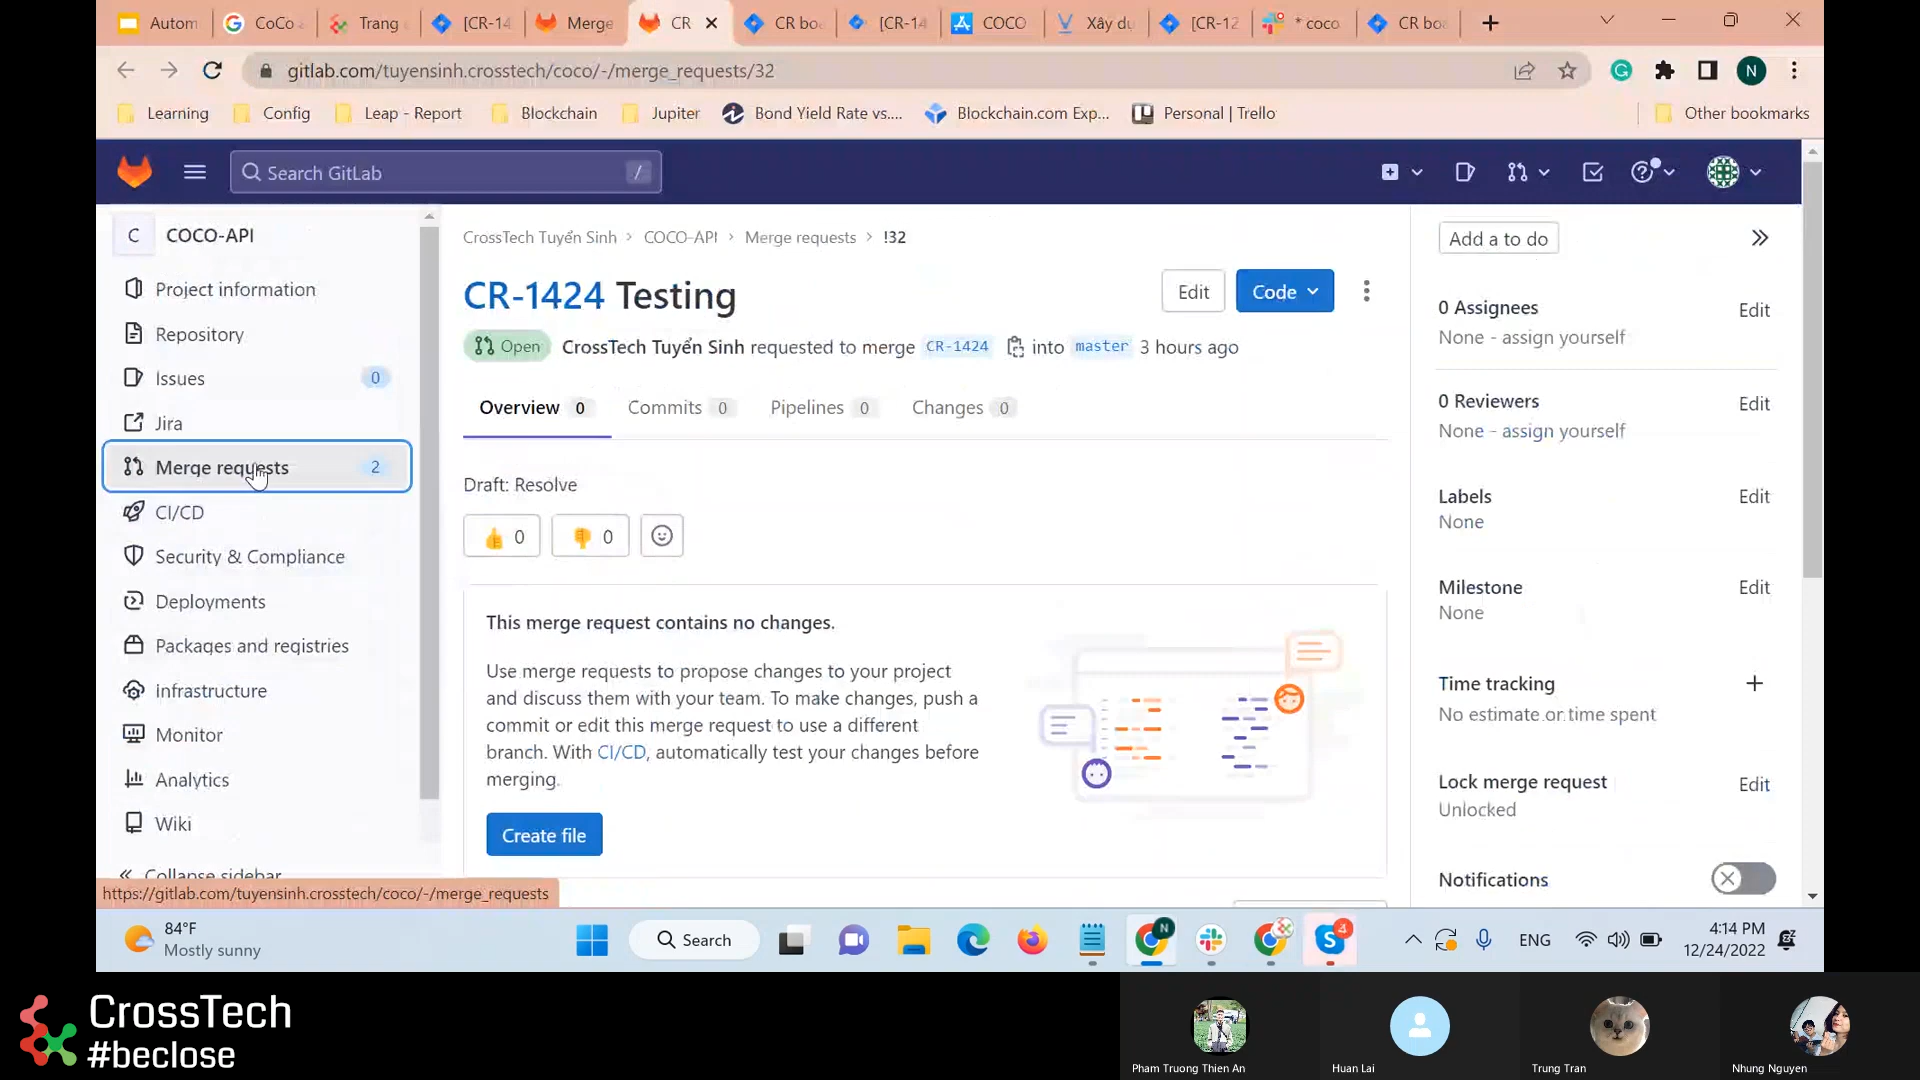 Autom
CoCo
Trang
[CR-14
Merge
CR
CR bo
[CR-14
COCO
Xây dụ
[CR-12
* coco
CR boa
gitlab.com/tuyensinh.crosstech/coco/-/merge_requests/32
N
Learning
Config
Leap - Report
Blockchain
Jupiter
Bond Yield Rate vs....
Blockchain.com Exp...
Personal | Trello
Other bookmarks
Search GitLab
/
C COCO-API
Project information
Repository
Issues 0
Jira
Merge requests 2
CI/CD
Security & Compliance
Deployments
Packages and registries
Infrastructure
Monitor
Analytics
Wiki
Collapse sidebar
https://gitlab.com/tuyensinh.crosstech/coco/-/merge_requests
CrossTech Tuyển Sinh › COCO-API › Merge requests › !32
CR-1424 Testing
Edit
Code
Open CrossTech Tuyển Sinh requested to merge CR-1424 into master 3 hours ago
Overview 0 Commits 0 Pipelines 0 Changes 0
Draft: Resolve
👍 0 👎 0
This merge request contains no changes.
Use merge requests to propose changes to your project
and discuss them with your team. To make changes, push a
commit or edit this merge request to use a different
branch. With CI/CD, automatically test your changes before
merging.
Create file
Add a to do
0 Assignees Edit
None - assign yourself
0 Reviewers Edit
None - assign yourself
Labels Edit
None
Milestone Edit
None
Time tracking +
No estimate or time spent
Lock merge request Edit
Unlocked
Notifications
84°F
Mostly sunny
Search
N
4
ENG
4:14 PM
12/24/2022
CrossTech
#beclose
Pham Truong Thien An
Huan Lai
Trung Tran
Nhung Nguyen